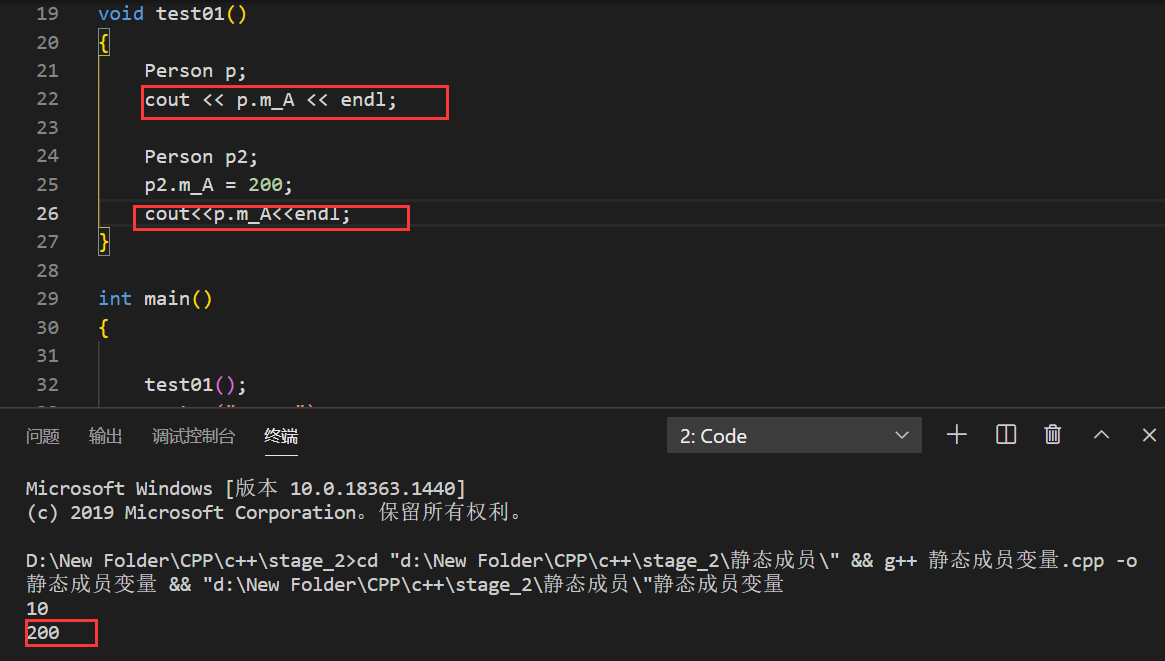 19 void test01()
20 {
21 Person p;
22 cout << p.m_A << endl;
23
24 Person p2;
25 p2.m_A = 200;
26 cout<<p.m_A<<endl;
27 }
28
29 int main()
30 {
31
32 test01();
问题 输出 调试控制台 终端 2: Code
Microsoft Windows [版本 10.0.18363.1440]
(c) 2019 Microsoft Corporation。保留所有权利。
D:\New Folder\CPP\c++\stage_2>cd "d:\New Folder\CPP\c++\stage_2\静态成员\" && g++ 静态成员变量.cpp -o
静态成员变量 && "d:\New Folder\CPP\c++\stage_2\静态成员\"静态成员变量
10
200